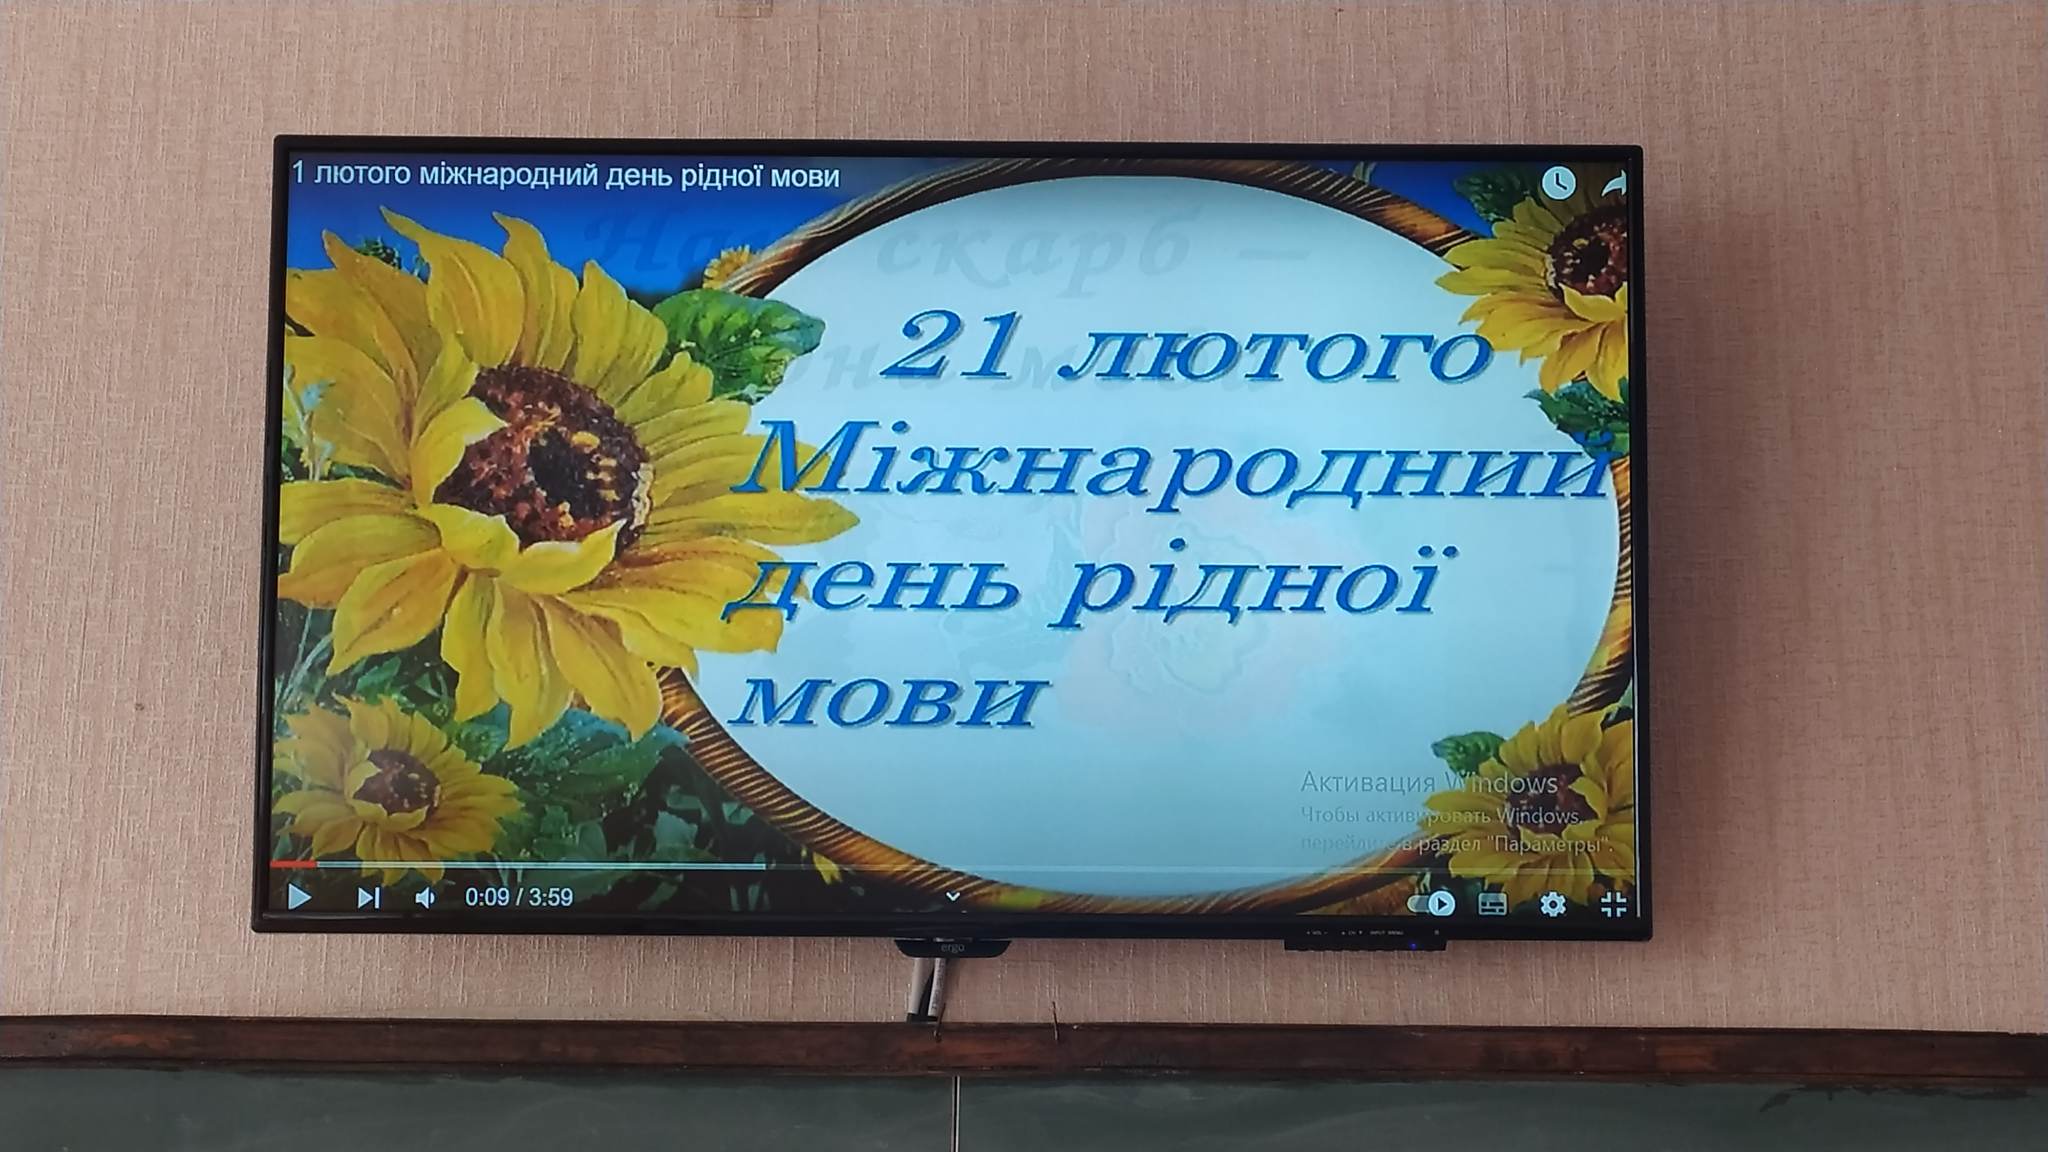 1 лютого міжнародний день рідної мови
скарб –
21 лютого
Міжнародний
день рідної
мови
Активация Windows
Чтобы активировать Windows,
перейдите в раздел "Параметры".
0:09 / 3:59
ergo